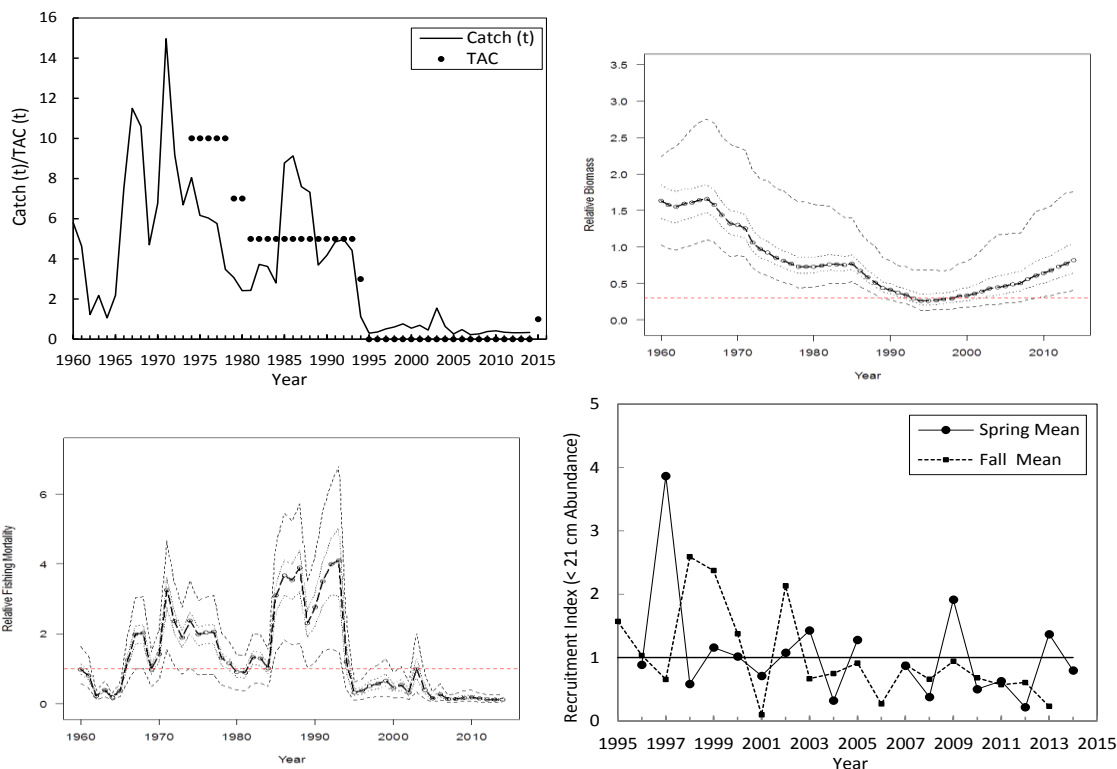 Catch (t)/TAC (t)
16
14
12
10
8
6
4
2
0
Catch (t)
TAC
1960 1965 1970 1975 1980 1985 1990 1995 2000 2005 2010 2015
Year
Relative Biomass
3.5
3.0
2.5
2.0
1.5
1.0
0.5
0.0
1960 1970 1980 1990 2000 2010
Year
Relative Fishing Mortality
6
4
2
0
1960 1970 1980 1990 2000 2010
Year
Recruitment Index (< 21 cm Abundance)
5
4
3
2
1
0
Spring Mean
Fall Mean
1995 1997 1999 2001 2003 2005 2007 2009 2011 2013 2015
Year